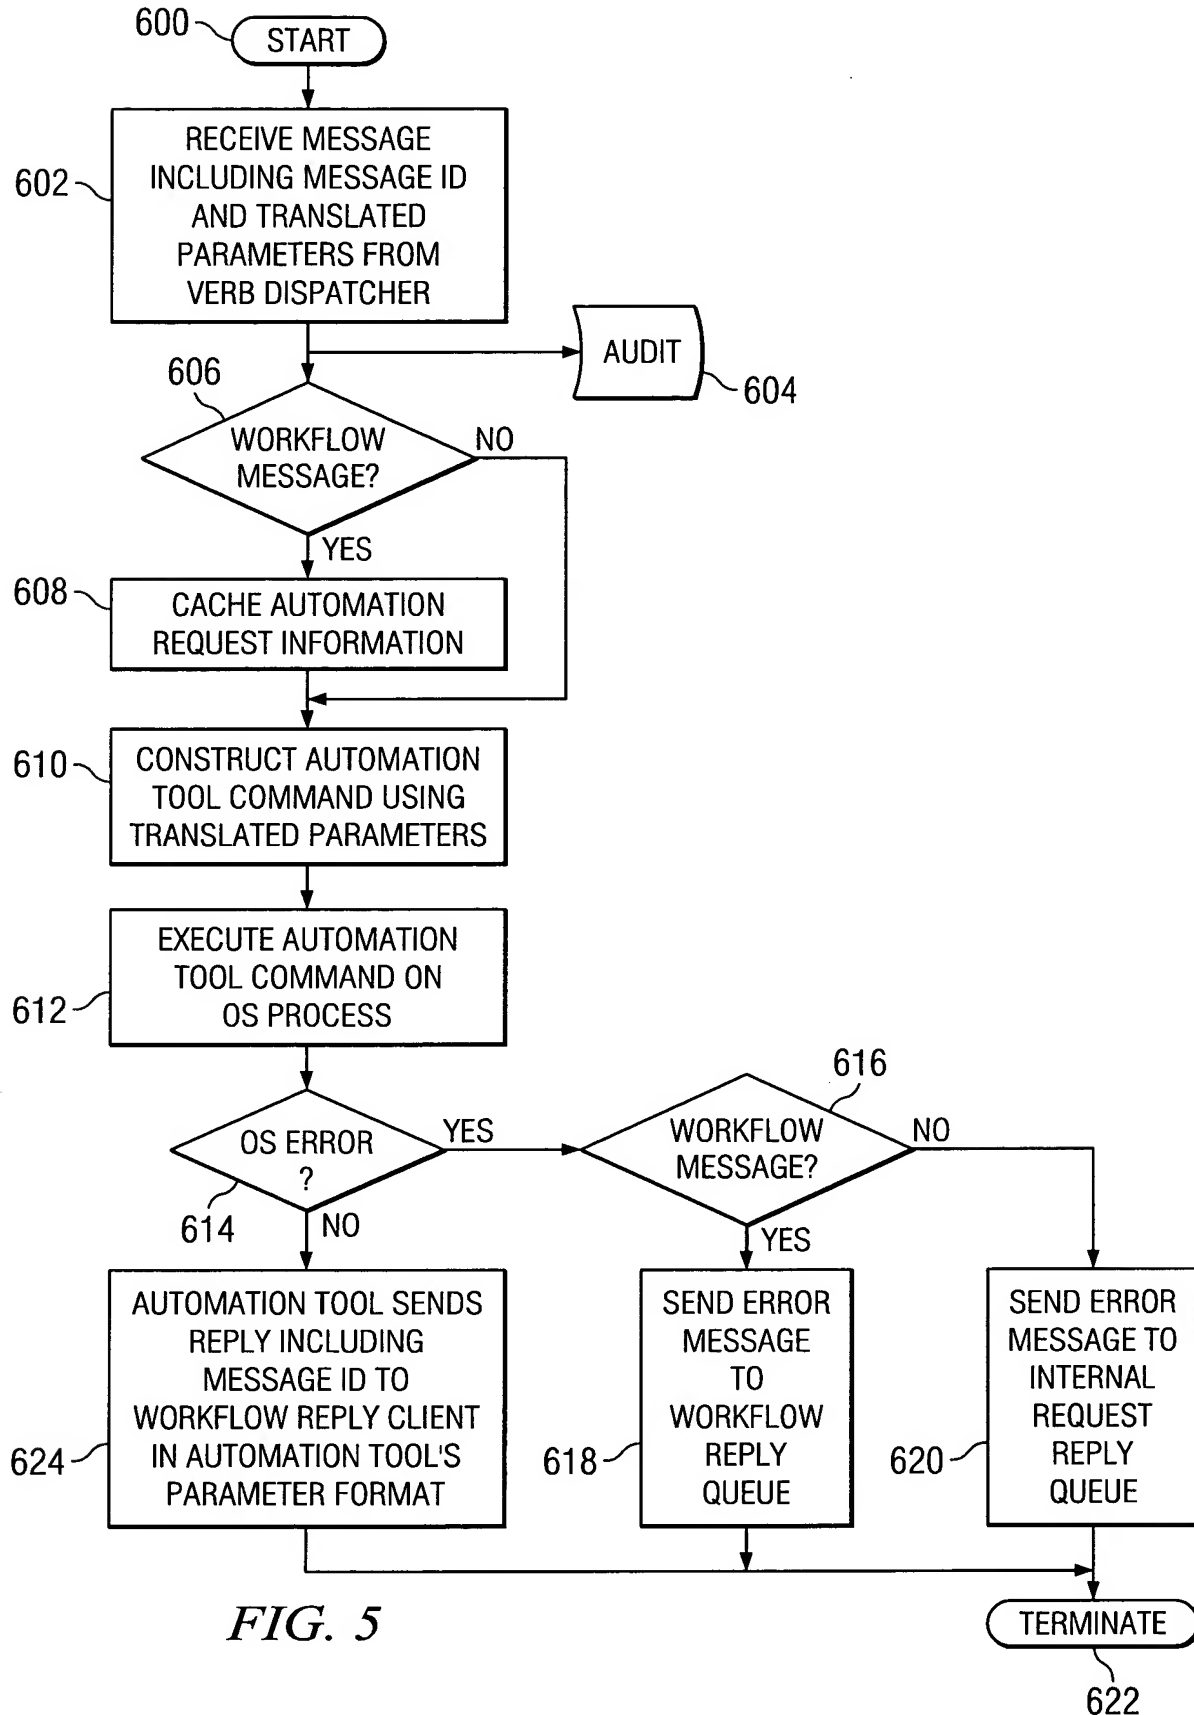 600
START
602
RECEIVE MESSAGE
INCLUDING MESSAGE ID
AND TRANSLATED
PARAMETERS FROM
VERB DISPATCHER
AUDIT
604
606
WORKFLOW
MESSAGE?
NO
YES
608
CACHE AUTOMATION
REQUEST INFORMATION
610
CONSTRUCT AUTOMATION
TOOL COMMAND USING
TRANSLATED PARAMETERS
612
EXECUTE AUTOMATION
TOOL COMMAND ON
OS PROCESS
OS ERROR
?
614
YES
NO
616
WORKFLOW
MESSAGE?
NO
YES
624
AUTOMATION TOOL SENDS
REPLY INCLUDING
MESSAGE ID TO
WORKFLOW REPLY CLIENT
IN AUTOMATION TOOL'S
PARAMETER FORMAT
618
SEND ERROR
MESSAGE
TO
WORKFLOW
REPLY
QUEUE
620
SEND ERROR
MESSAGE TO
INTERNAL
REQUEST
REPLY
QUEUE
TERMINATE
622
FIG. 5